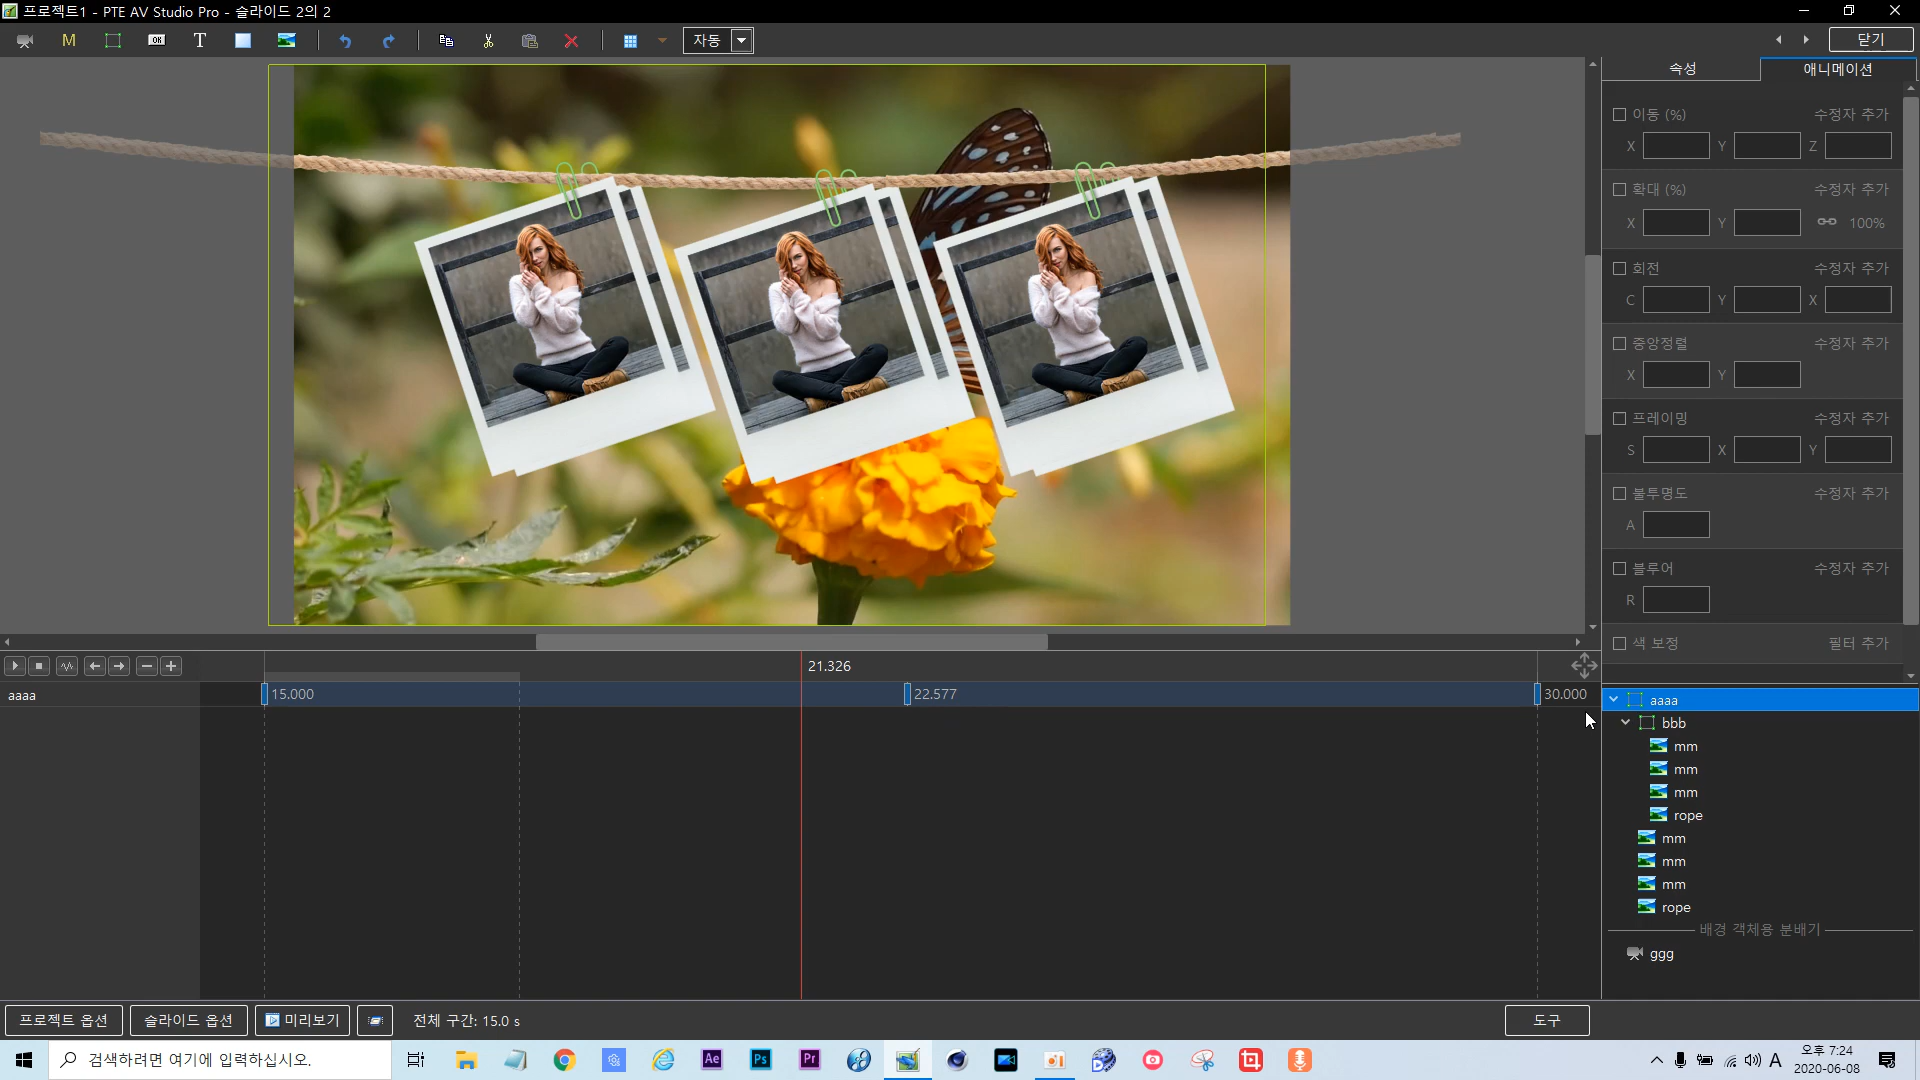 프로젝트1 - PTE AV Studio Pro - 슬라이드 2의 2
M OK T 자동 닫기
속성 애니메이션
이동 (%) 수정자 추가
X Y Z
확대 (%) 수정자 추가
X Y 100%
회전 수정자 추가
C Y X
중앙정렬 수정자 추가
X Y
프레이밍 수정자 추가
S X Y
불투명도 수정자 추가
A
블루어 수정자 추가
R
색 보정 필터 추가
21.326
aaaa 15.000 22.577 30.000
aaaa
bbb
mm
mm
mm
rope
mm
mm
mm
rope
배경 객체용 분배기
ggg
프로젝트 옵션 슬라이드 옵션 미리보기 전체 구간: 15.0 s 도구
검색하려면 여기에 입력하십시오.
Ae Ps Pr
A 오후 7:24
2020-06-08